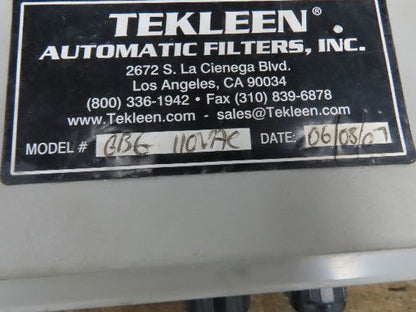 TEKLEEN®
AUTOMATIC FILTERS, INC.
2672 S. La Cienega Blvd.
Los Angeles, CA 90034
(800) 336-1942 • Fax (310) 839-6878
www.Tekleen.com - sales@Tekleen.com
MODEL # 110VAC DATE: 06/08/07